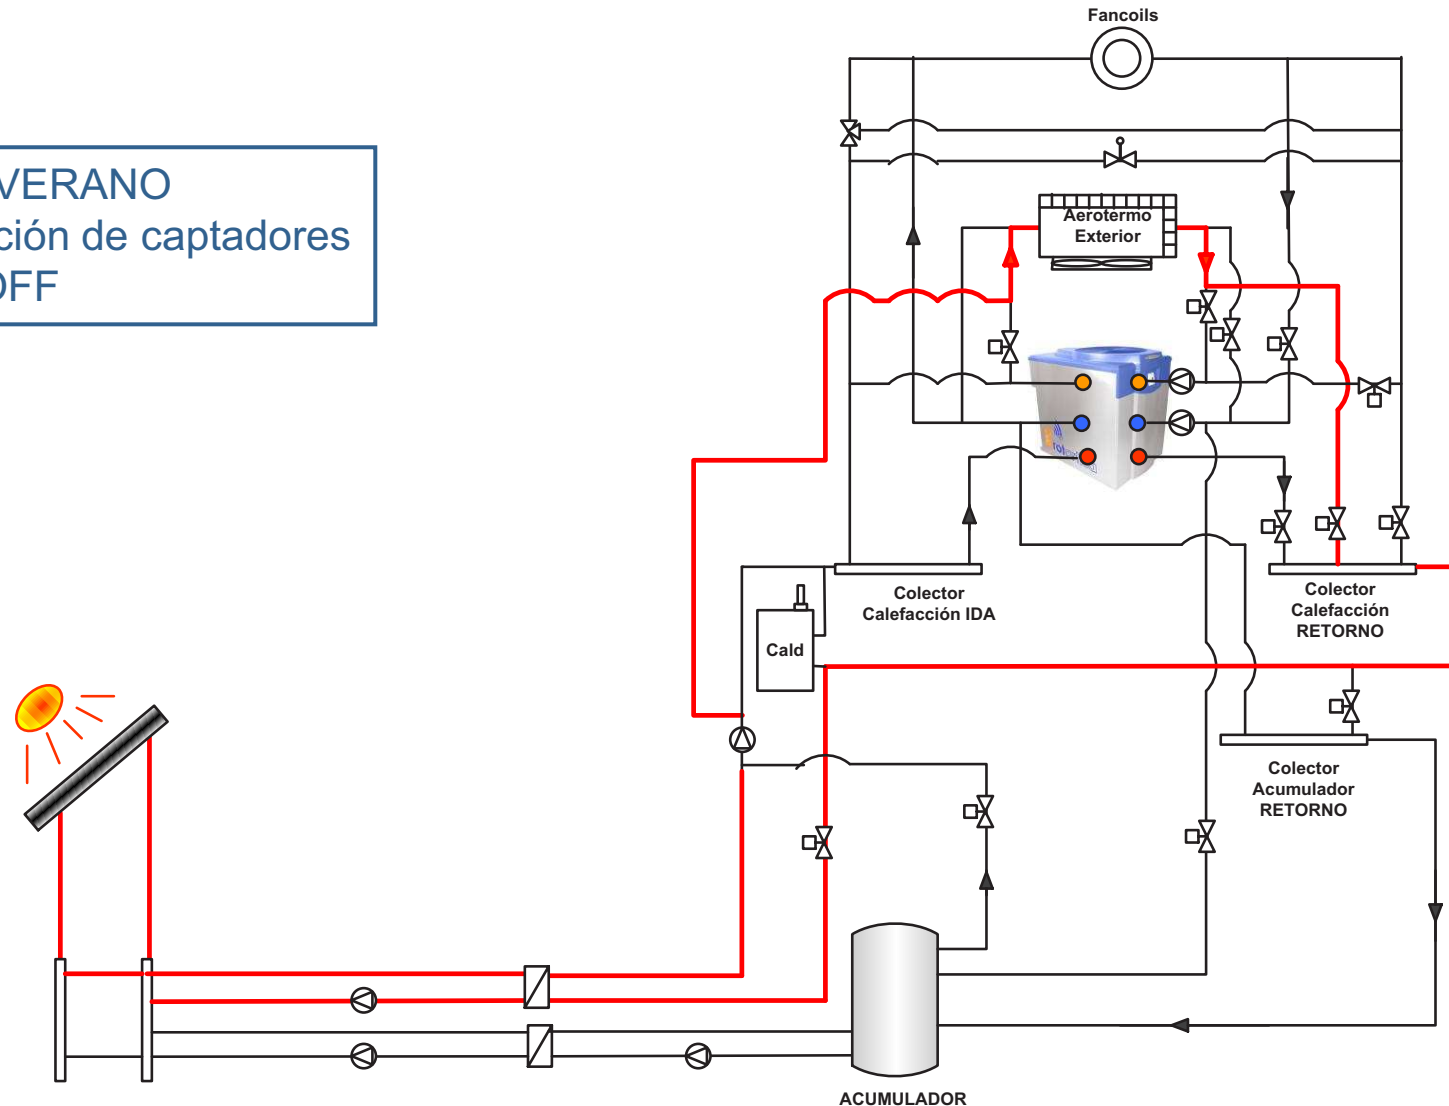 Fancoils
VERANO
ción de captadores
OFF
Aerotermo
Exterior
Colector
Calefacción IDA
Colector
Calefacción
RETORNO
Cald
Colector
Acumulador
RETORNO
ACUMULADOR